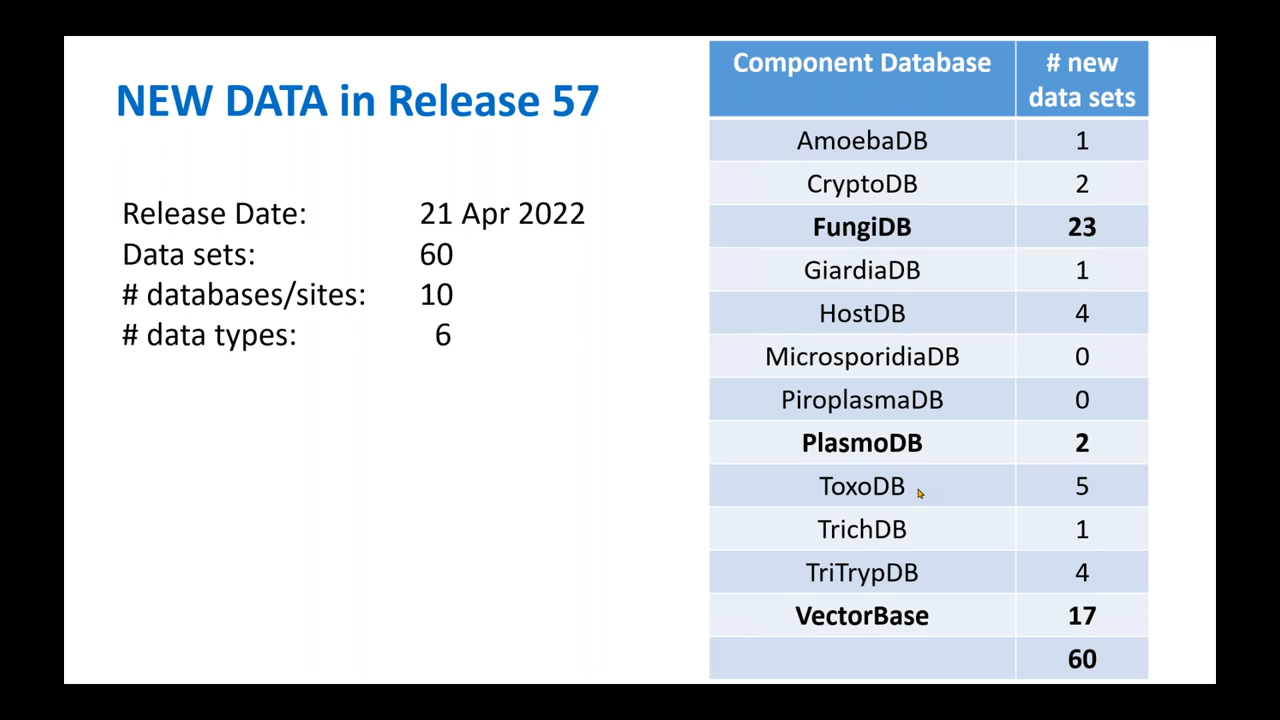 NEW DATA in Release 57
Release Date: 21 Apr 2022
Data sets: 60
# databases/sites: 10
# data types: 6
Component Database # new data sets
AmoebaDB 1
CryptoDB 2
FungiDB 23
GiardiaDB 1
HostDB 4
MicrosporidiaDB 0
PiroplasmaDB 0
PlasmoDB 2
ToxoDB 5
TrichDB 1
TriTrypDB 4
VectorBase 17
60